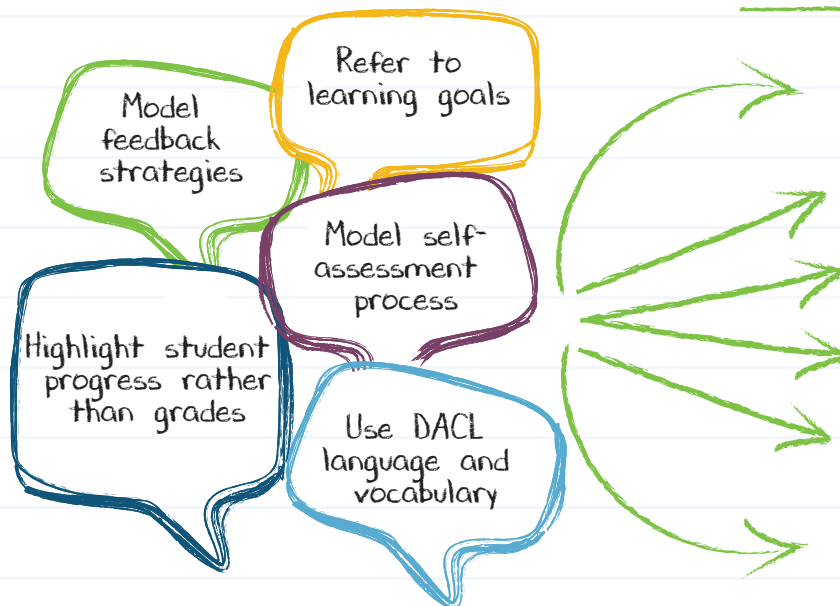 Model
feedback
strategies
Refer to
learning goals
Model self-
assessment
process
Highlight student
progress rather
than grades
Use DACL
language and
vocabulary